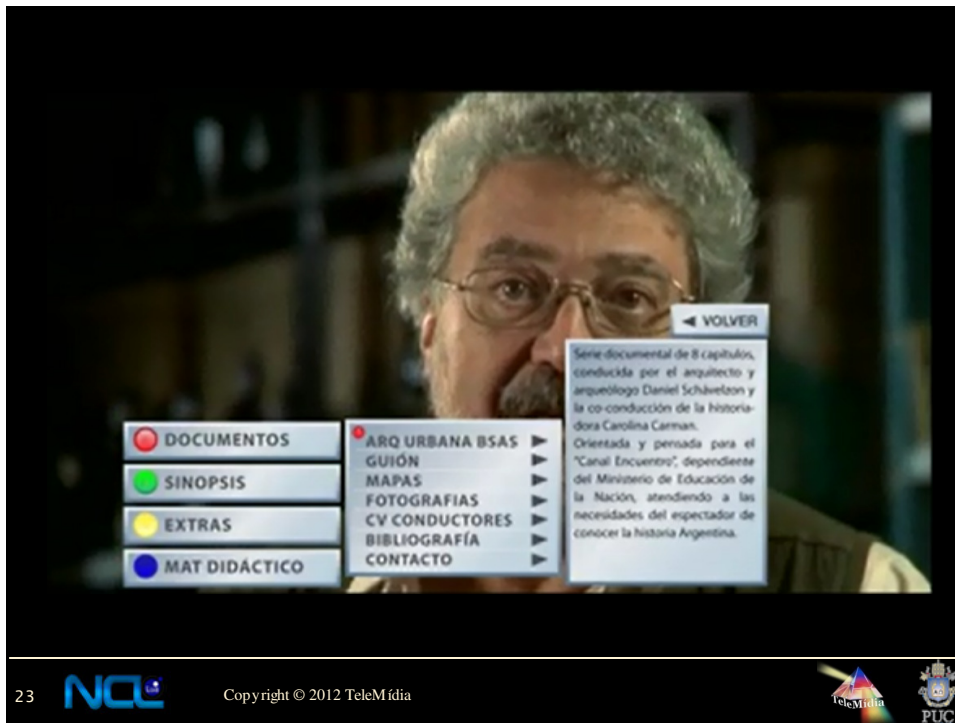 ◄ VOLVER
Serie documental de 8 capítulos,
conducida por el arquitecto y
arqueólogo Daniel Schávelzon y
la co-conducción de la historia-
dora Carolina Carman.
Orientada y pensada para el
"Canal Encuentro", dependiente
del Ministerio de Educación de
la Nación, atendiendo a las
necesidades del espectador de
conocer la historia Argentina.
DOCUMENTOS
SINOPSIS
EXTRAS
MAT DIDÁCTICO
ARQ URBANA BSAS ►
GUIÓN ►
MAPAS ►
FOTOGRAFIAS ►
CV CONDUCTORES ►
BIBLIOGRAFÍA ►
CONTACTO ►
23
NCL
Copyright © 2012 TeleMídia
TeleMídia
PUC